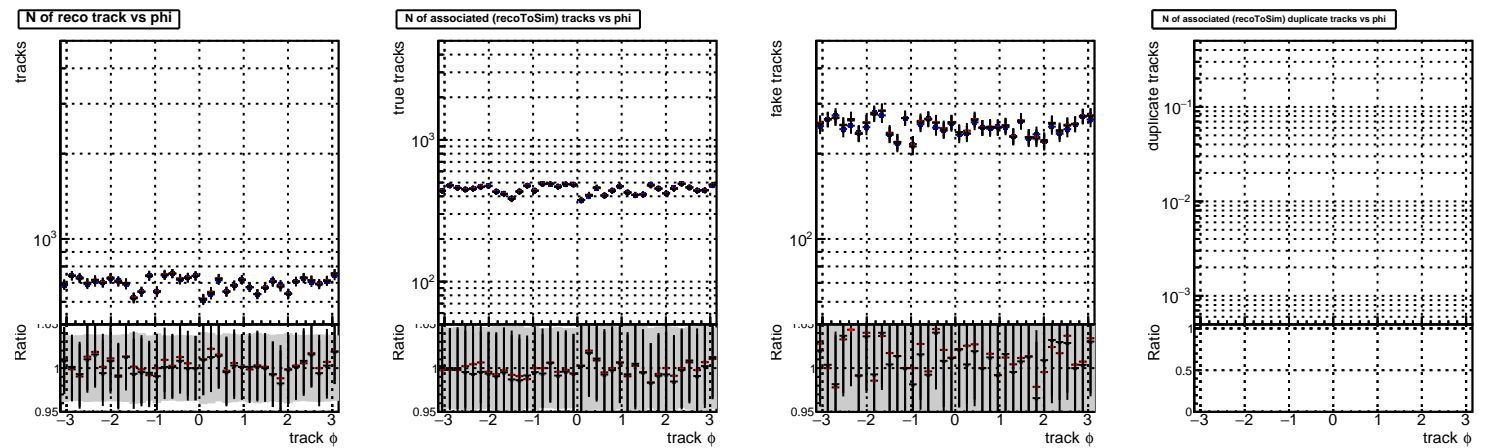 N of reco track vs phi
tracks
10³
Ratio
1.05
1
0.95
−3 −2 −1 0 1 2 3
track ϕ
N of associated (recoToSim) tracks vs phi
true tracks
10³
10²
Ratio
1.05
1
0.95
−3 −2 −1 0 1 2 3
track ϕ
fake tracks
10²
Ratio
1.05
1
0.95
−3 −2 −1 0 1 2 3
track ϕ
N of associated (recoToSim) duplicate tracks vs phi
duplicate tracks
10⁻¹
10⁻²
10⁻³
Ratio
1
0.5
0
−3 −2 −1 0 1 2 3
track ϕ